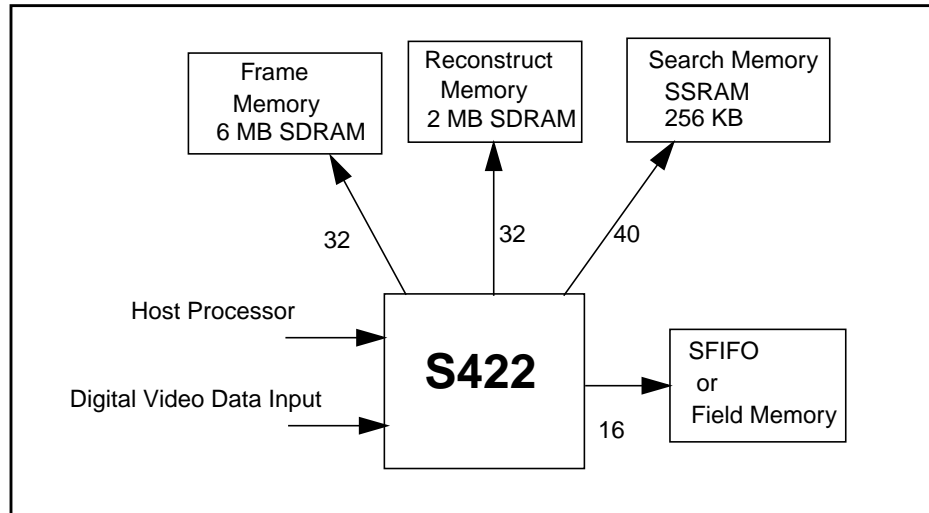 Frame
Memory
6 MB SDRAM
Reconstruct
Memory
2 MB SDRAM
Search Memory
SSRAM
256 KB
32
32
40
Host Processor
Digital Video Data Input
S422
16
SFIFO
or
Field Memory